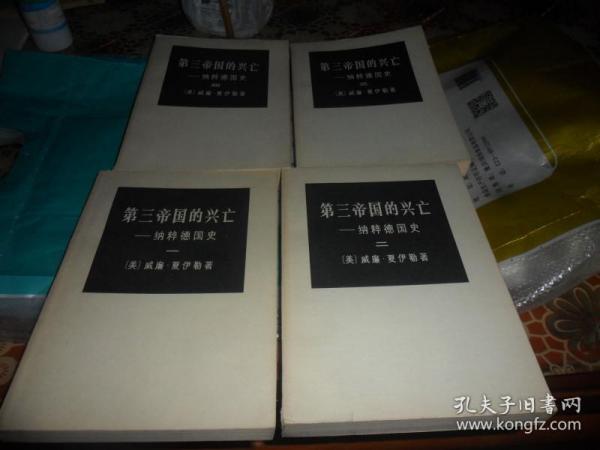 第三帝国的兴亡
——纳粹德国史
四
〔美〕威廉·夏伊勒著
第三帝国的兴亡
——纳粹德国史
三
〔美〕威廉·夏伊勒著
第三帝国的兴亡
——纳粹德国史
一
〔美〕威廉·夏伊勒著
第三帝国的兴亡
——纳粹德国史
二
〔美〕威廉·夏伊勒著
孔夫子旧书网
www.kongfz.com